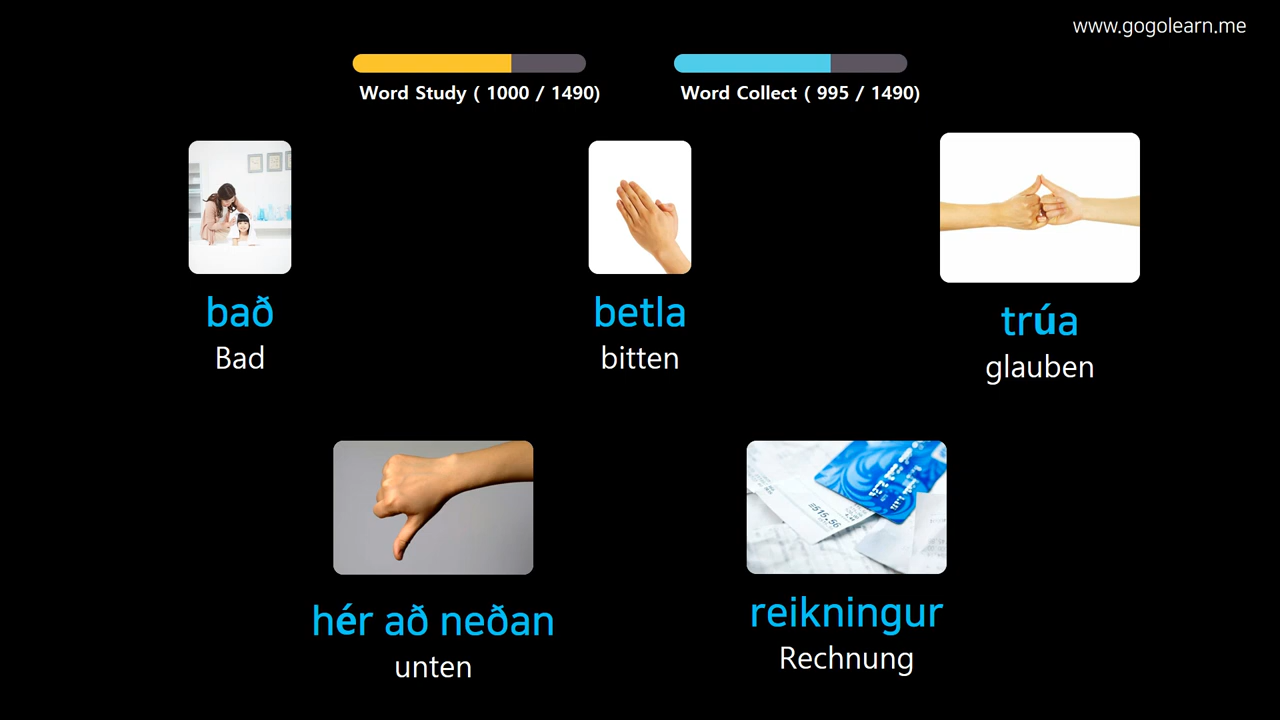 www.gogolearn.me
Word Study ( 1000 / 1490)
Word Collect ( 995 / 1490)
bað
Bad
betla
bitten
trúa
glauben
hér að neðan
unten
reikningur
Rechnung